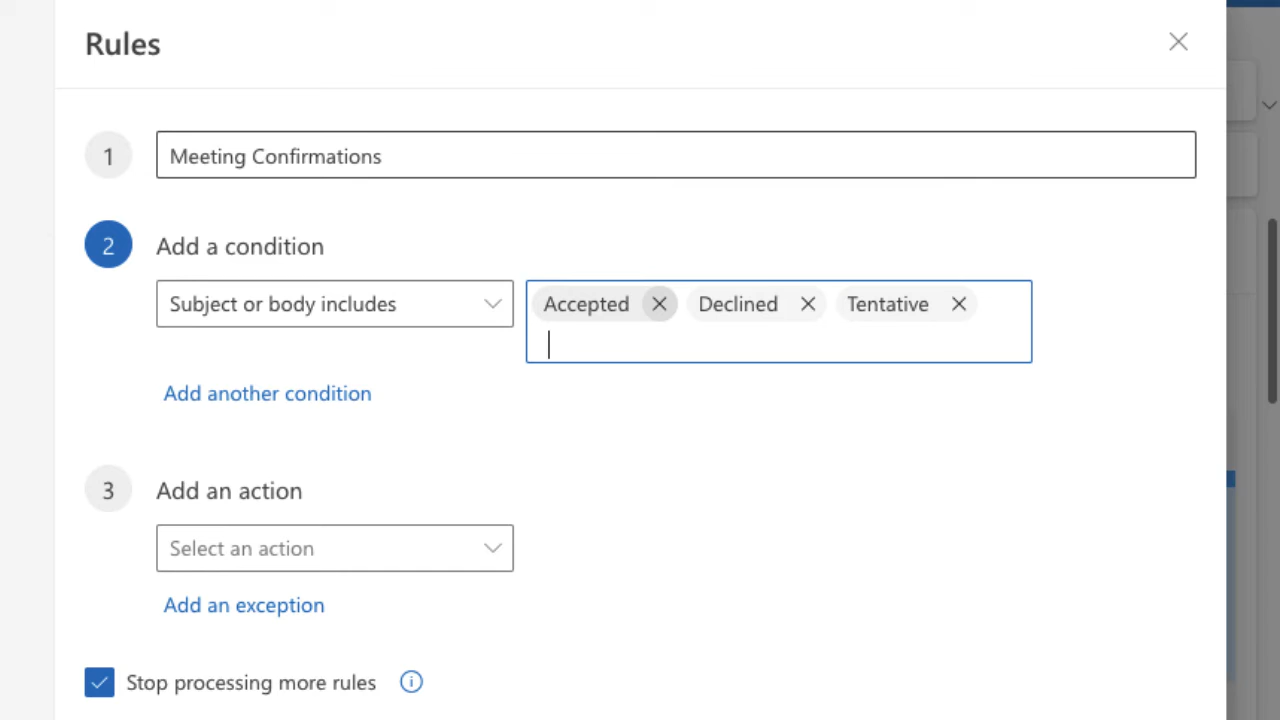 Rules
1
Meeting Confirmations
2
Add a condition
Subject or body includes
Accepted Declined Tentative
Add another condition
3
Add an action
Select an action
Add an exception
Stop processing more rules